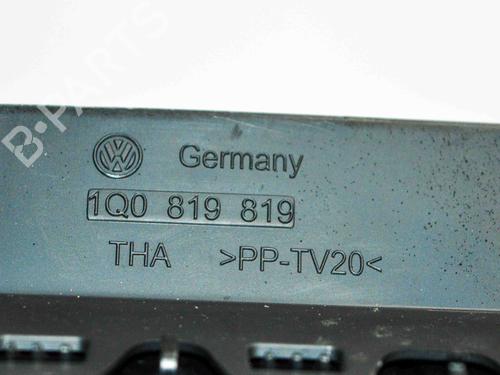 B-PARTS
Germany
1Q0 819 819
THA >PP-TV20<